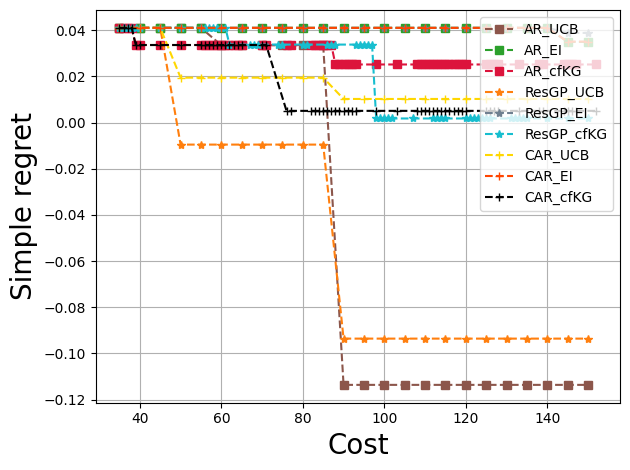 0.04
0.02
0.00
−0.02
−0.04
−0.06
−0.08
−0.10
−0.12
Simple regret
AR_UCB
AR_EI
AR_cfKG
ResGP_UCB
ResGP_EI
ResGP_cfKG
CAR_UCB
CAR_EI
CAR_cfKG
40 60 80 100 120 140
Cost